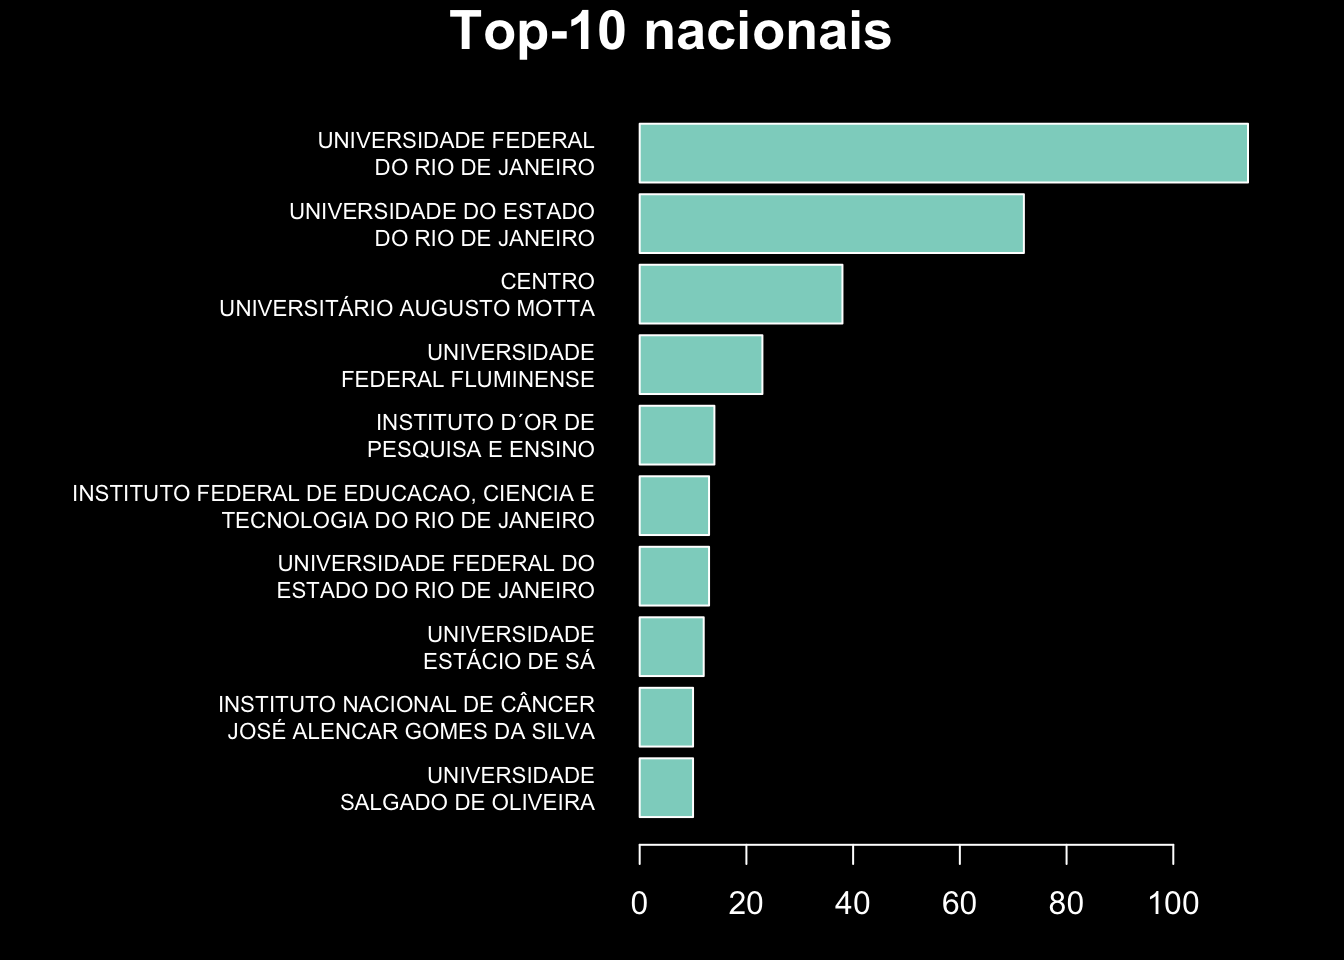 Top-10 nacionais
UNIVERSIDADE FEDERAL
DO RIO DE JANEIRO
UNIVERSIDADE DO ESTADO
DO RIO DE JANEIRO
CENTRO
UNIVERSITÁRIO AUGUSTO MOTTA
UNIVERSIDADE
FEDERAL FLUMINENSE
INSTITUTO D´OR DE
PESQUISA E ENSINO
INSTITUTO FEDERAL DE EDUCACAO, CIENCIA E
TECNOLOGIA DO RIO DE JANEIRO
UNIVERSIDADE FEDERAL DO
ESTADO DO RIO DE JANEIRO
UNIVERSIDADE
ESTÁCIO DE SÁ
INSTITUTO NACIONAL DE CÂNCER
JOSÉ ALENCAR GOMES DA SILVA
UNIVERSIDADE
SALGADO DE OLIVEIRA
0 20 40 60 80 100